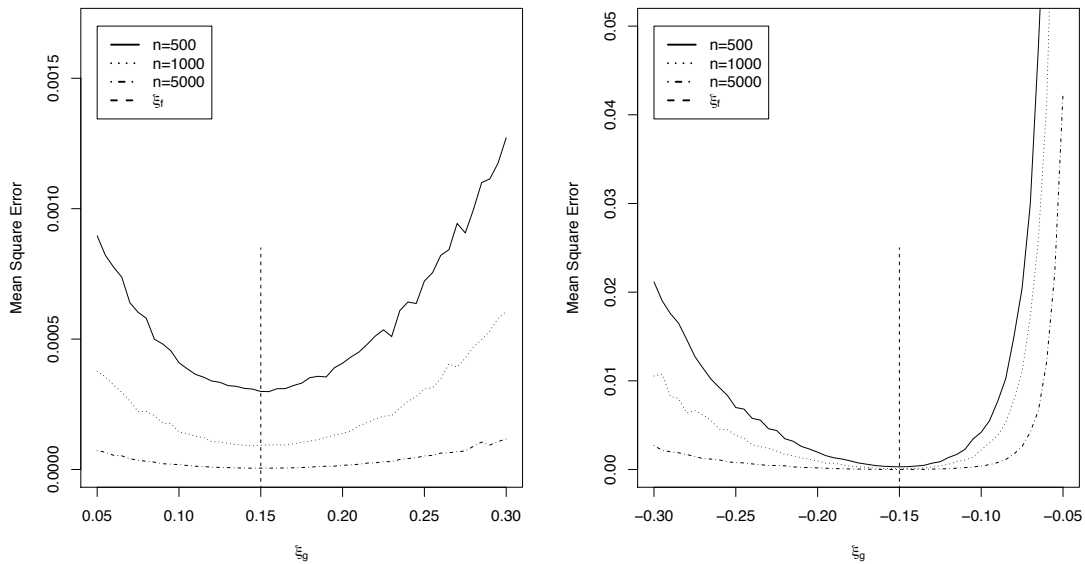 n=500
n=1000
n=5000
ξf
Mean Square Error
0.0000
0.0005
0.0010
0.0015
0.05
0.10
0.15
0.20
0.25
0.30
ξg
n=500
n=1000
n=5000
ξf
Mean Square Error
0.00
0.01
0.02
0.03
0.04
0.05
−0.30
−0.25
−0.20
−0.15
−0.10
−0.05
ξg